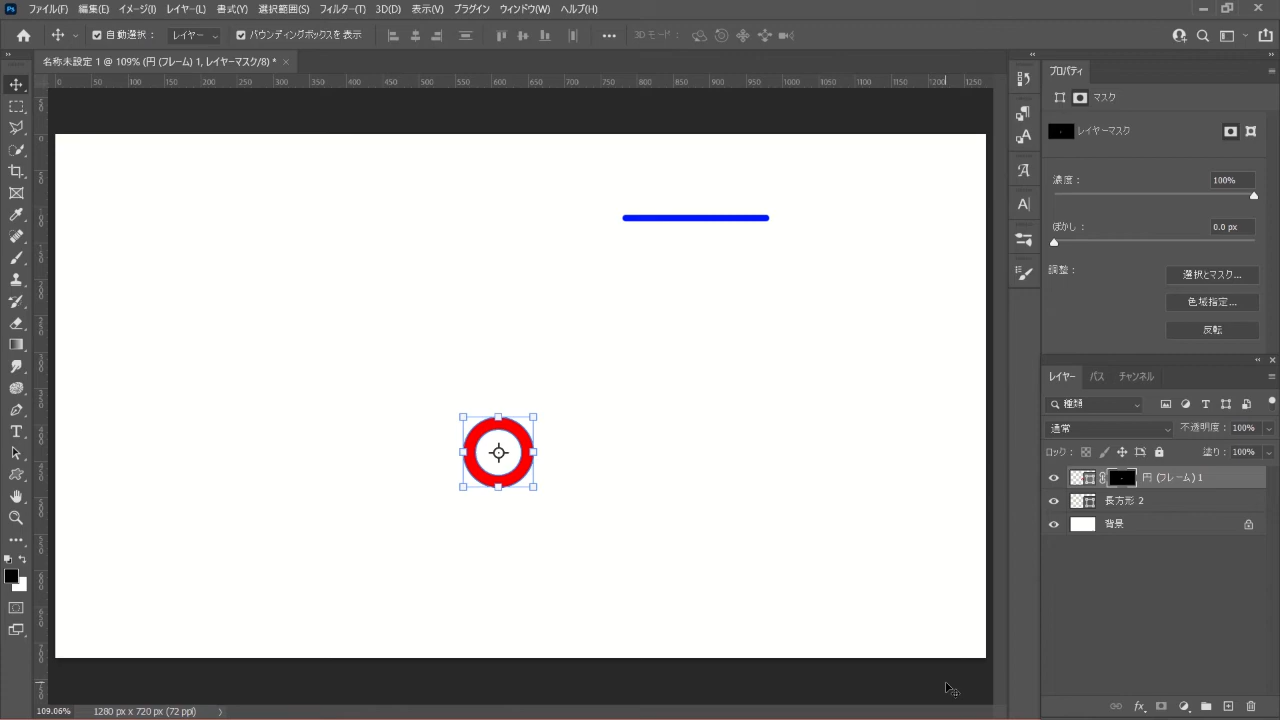 Ps ファイル(F) 編集(E) イメージ(I) レイヤー(L) 書式(Y) 選択範囲(S) フィルター(T) 3D(D) 表示(V) プラグイン ウィンドウ(W) ヘルプ(H)
自動選択： レイヤー バウンディングボックスを表示 3D モード：
名称未設定 1 @ 109% (円 (フレーム) 1, レイヤーマスク/8) * ×
0 50 100 150 200 250 300 350 400 450 500 550 600 650 700 750 800 850 900 950 1000 1050 1100 1150 1200 1250
プロパティ
マスク
レイヤーマスク
濃度： 100%
ぼかし： 0.0 px
調整：
選択とマスク...
色域指定...
反転
レイヤー パス チャンネル
種類
通常 不透明度： 100%
ロック： 塗り： 100%
円 (フレーム) 1
長方形 2
背景
109.06% 1280 px x 720 px (72 ppi)